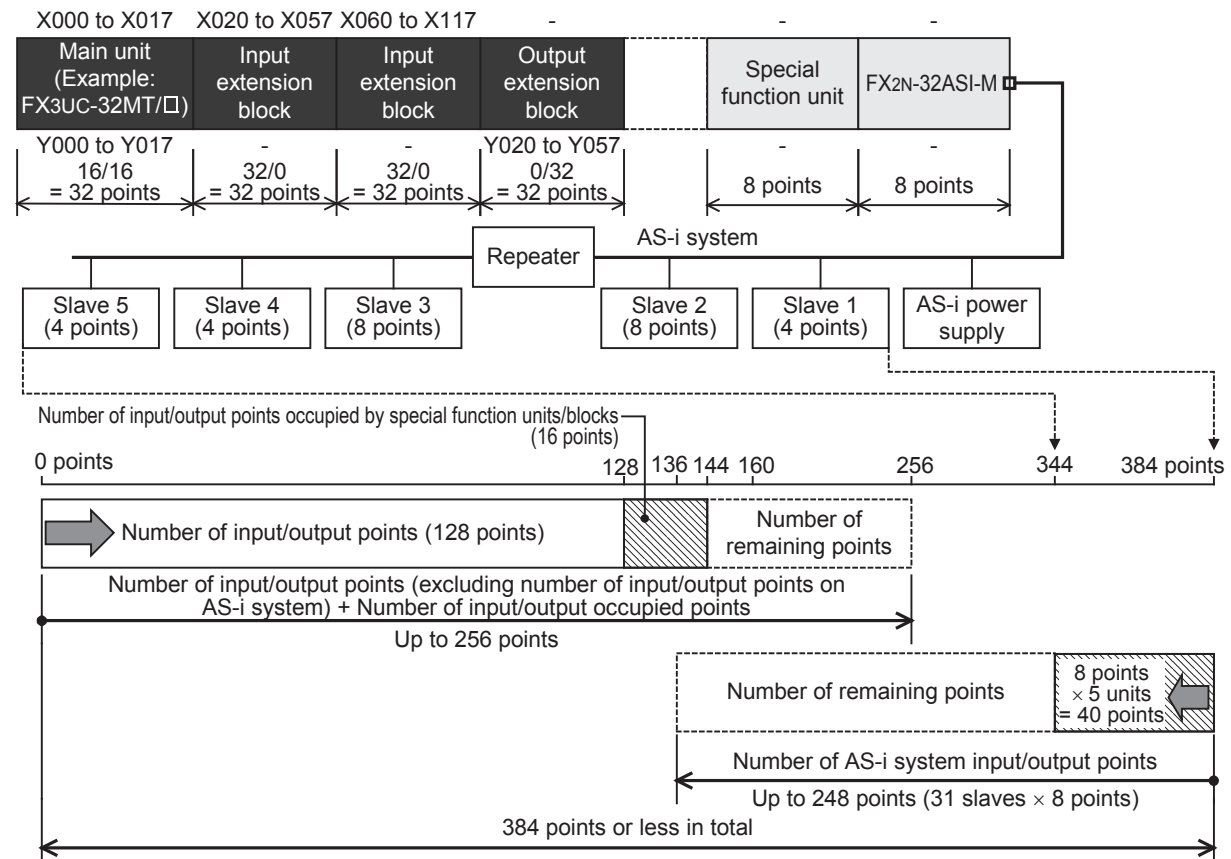 X000 to X017 X020 to X057 X060 to X117 -
Main unit
(Example:
FX3UC-32MT/□)
Input
extension
block
Input
extension
block
Output
extension
block
Special
function unit
FX2N-32ASI-M
Y000 to Y017 - - Y020 to Y057 - -
16/16
= 32 points
32/0
= 32 points
32/0
= 32 points
0/32
= 32 points
8 points
8 points
AS-i system
Repeater
Slave 5
(4 points)
Slave 4
(4 points)
Slave 3
(8 points)
Slave 2
(8 points)
Slave 1
(4 points)
AS-i power
supply
Number of input/output points occupied by special function units/blocks
(16 points)
0 points 128 136 144 160 256 344 384 points
Number of input/output points (128 points)
Number of
remaining points
Number of input/output points (excluding number of input/output points on
AS-i system) + Number of input/output occupied points
Up to 256 points
Number of remaining points
8 points
× 5 units
= 40 points
Number of AS-i system input/output points
Up to 248 points (31 slaves × 8 points)
384 points or less in total